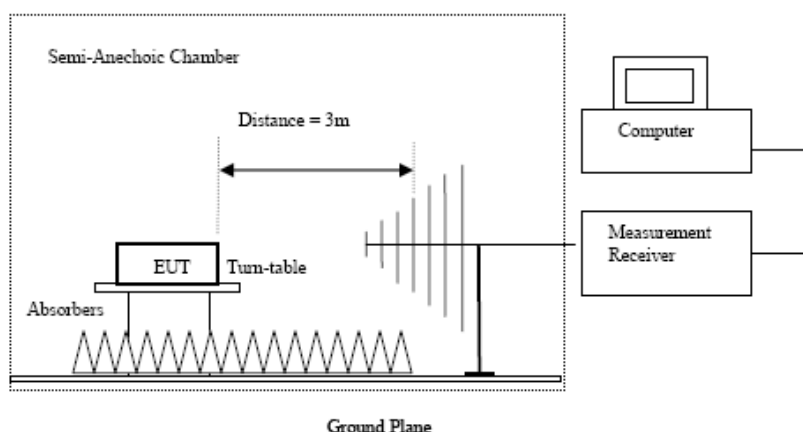 Semi-Anechoic Chamber
Distance = 3m
Computer
Measurement
Receiver
EUT
Turn-table
Absorbers
Ground Plane